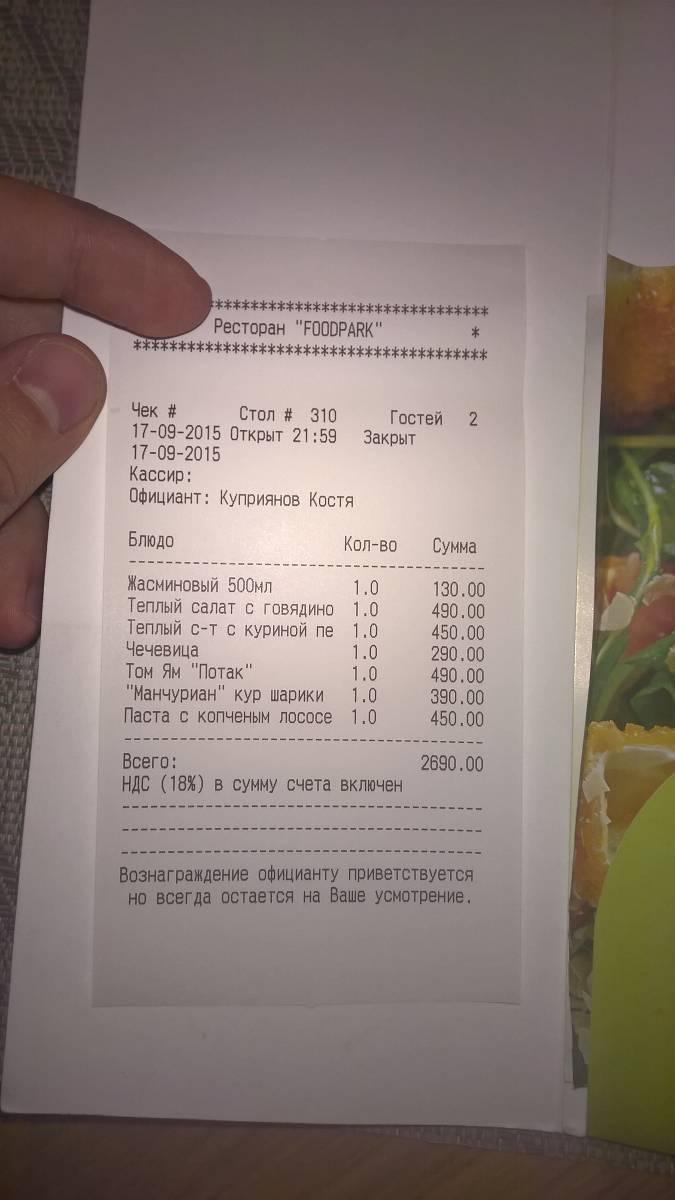 *********************************
Ресторан "FOODPARK" *
***********************************************
Чек # Стол # 310 Гостей 2
17-09-2015 Открыт 21:59 Закрыт
17-09-2015
Кассир:
Официант: Куприянов Костя
Блюдо Кол-во Сумма
-----------------------------------------------
Жасминовый 500мл 1.0 130.00
Теплый салат с говядино 1.0 490.00
Теплый с-т с куриной пе 1.0 450.00
Чечевица 1.0 290.00
Том Ям "Потак" 1.0 490.00
"Манчуриан" кур шарики 1.0 390.00
Паста с копченым лососе 1.0 450.00
-----------------------------------------------
Всего: 2690.00
НДС (18%) в сумму счета включен
-----------------------------------------------
-----------------------------------------------
-----------------------------------------------
Вознаграждение официанту приветствуется
но всегда остается на Ваше усмотрение.